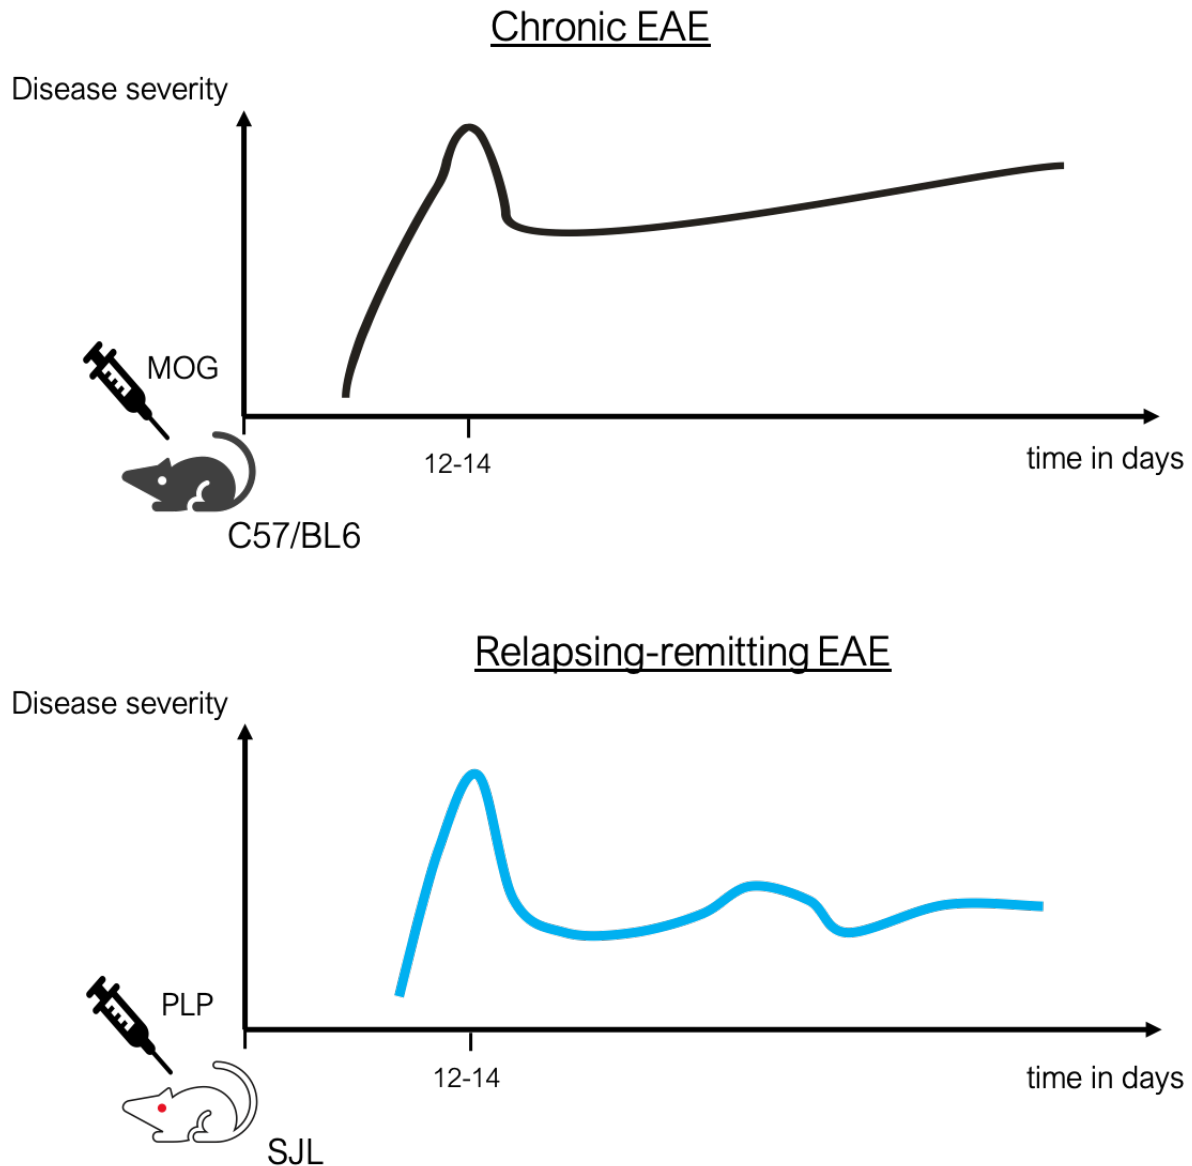 Chronic EAE
Disease severity
MOG
12-14
time in days
C57/BL6
Relapsing-remitting EAE
Disease severity
PLP
12-14
time in days
SJL